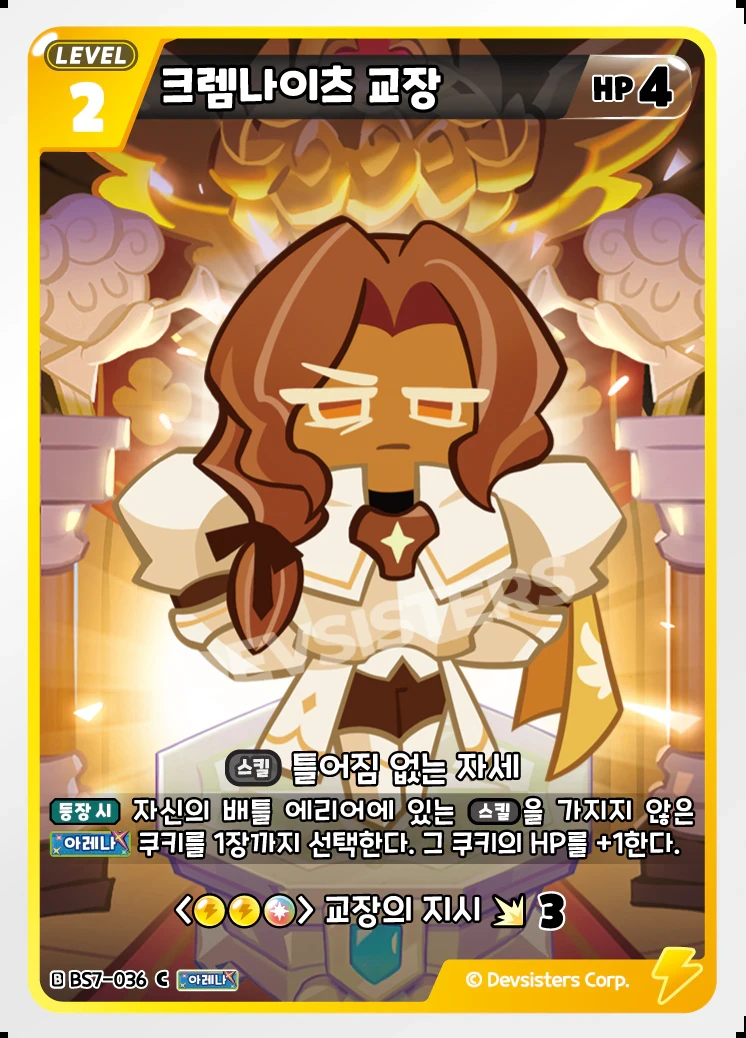 LEVEL
2
크렘나이츠 교장
HP 4
DEVSISTERS
스킬 틀어짐 없는 자세
등장 시 자신의 배틀 에리어에 있는 스킬을 가지지 않은
아레나 쿠키를 1장까지 선택한다. 그 쿠키의 HP를 +1한다.
< > 교장의 지시 3
B BS7-036 C 아레나
© Devsisters Corp.